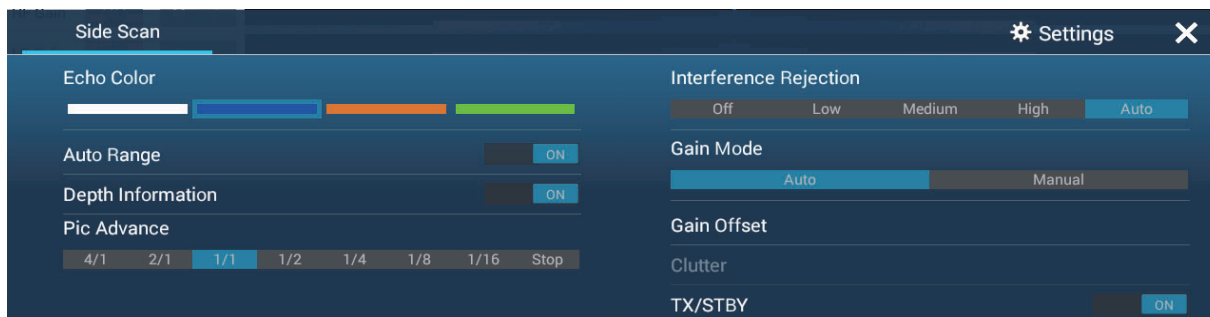 Side Scan
Settings
Echo Color
Auto Range ON
Depth Information ON
Pic Advance
4/1 2/1 1/1 1/2 1/4 1/8 1/16 Stop
Interference Rejection
Off Low Medium High Auto
Gain Mode
Auto Manual
Gain Offset
Clutter
TX/STBY ON